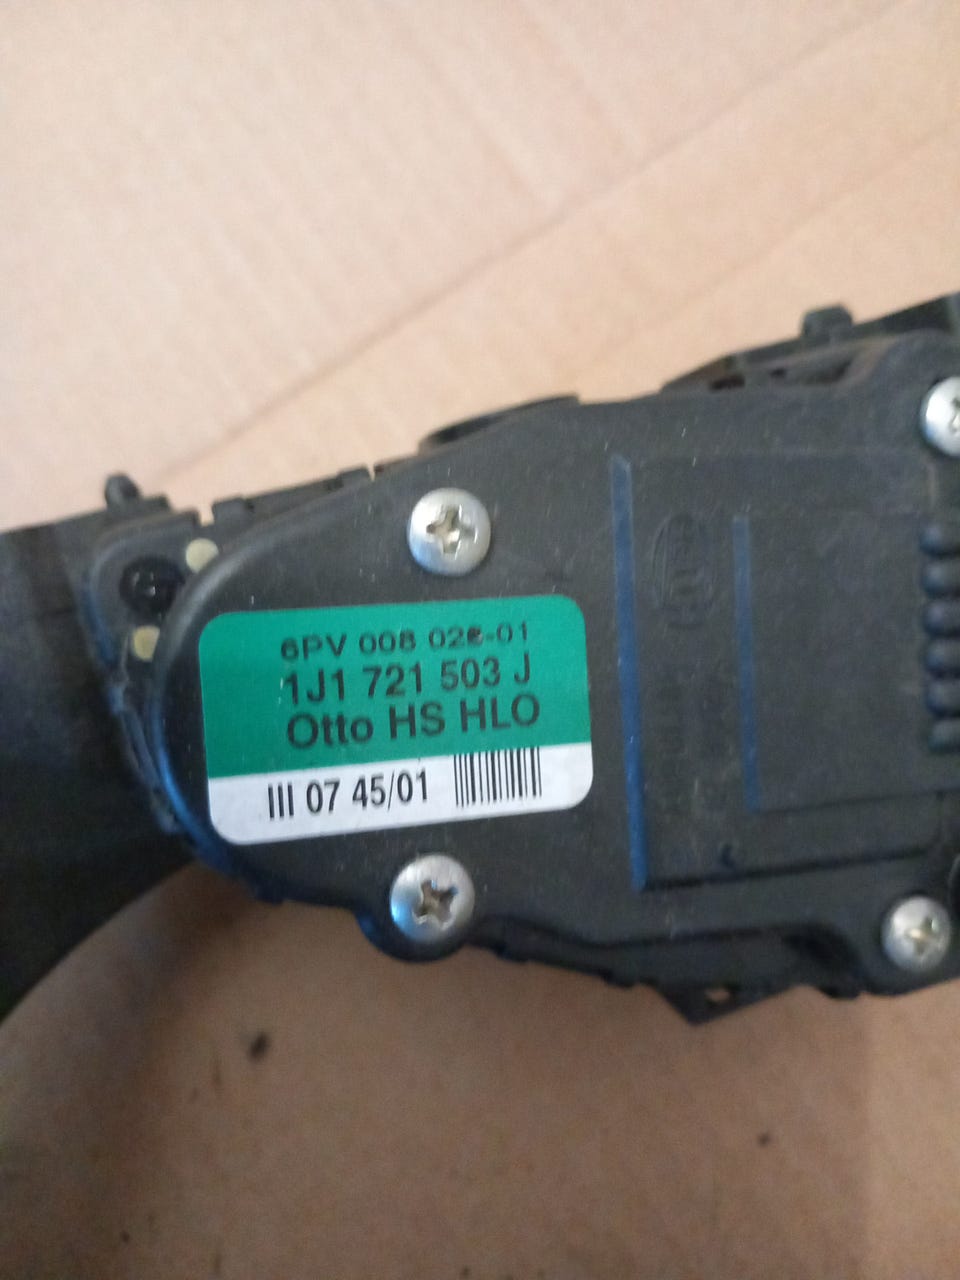 6PV 008 026-01
1J1 721 503 J
Otto HS HLO
III 07 45/01